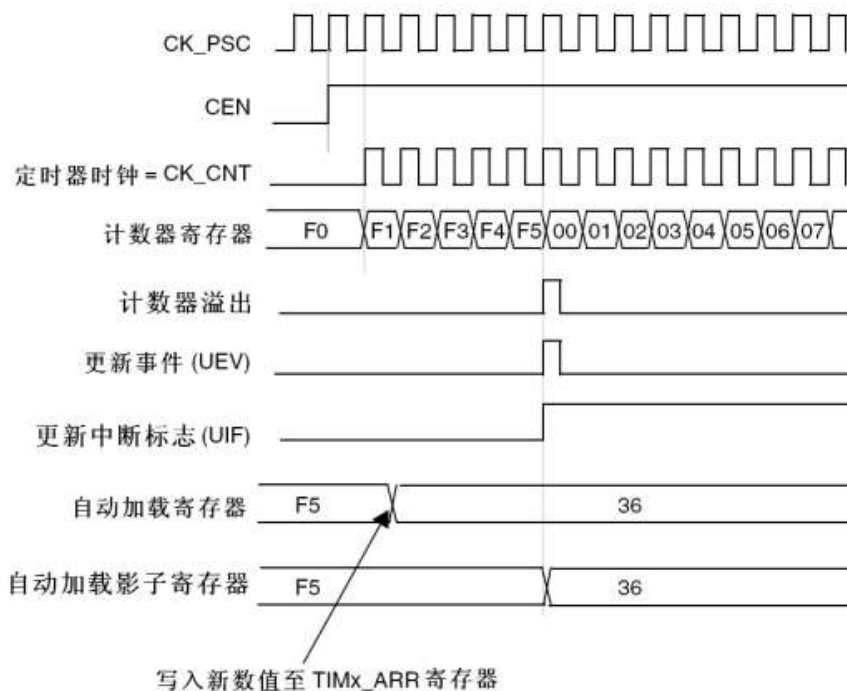 CK_PSC
CEN
定时器时钟 = CK_CNT
计数器寄存器 F0 F1 F2 F3 F4 F5 00 01 02 03 04 05 06 07
计数器溢出
更新事件 (UEV)
更新中断标志 (UIF)
自动加载寄存器 F5 36
自动加载影子寄存器 F5 36
写入新数值至 TIMx_ARR 寄存器